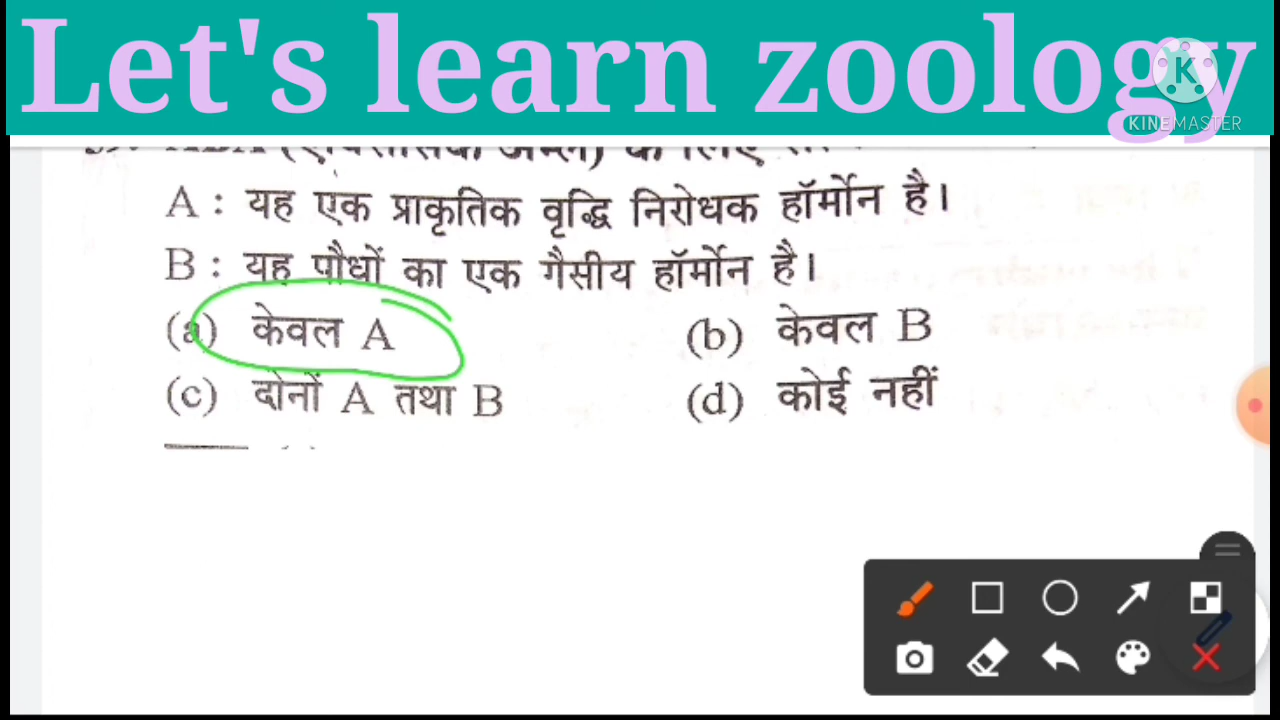 Let's learn zoology
KINEMASTER
A : यह एक प्राकृतिक वृद्धि निरोधक हॉर्मोन है।
B : यह पौधों का एक गैसीय हॉर्मोन है।
(a) केवल A (b) केवल B
(c) दोनों A तथा B (d) कोई नहीं